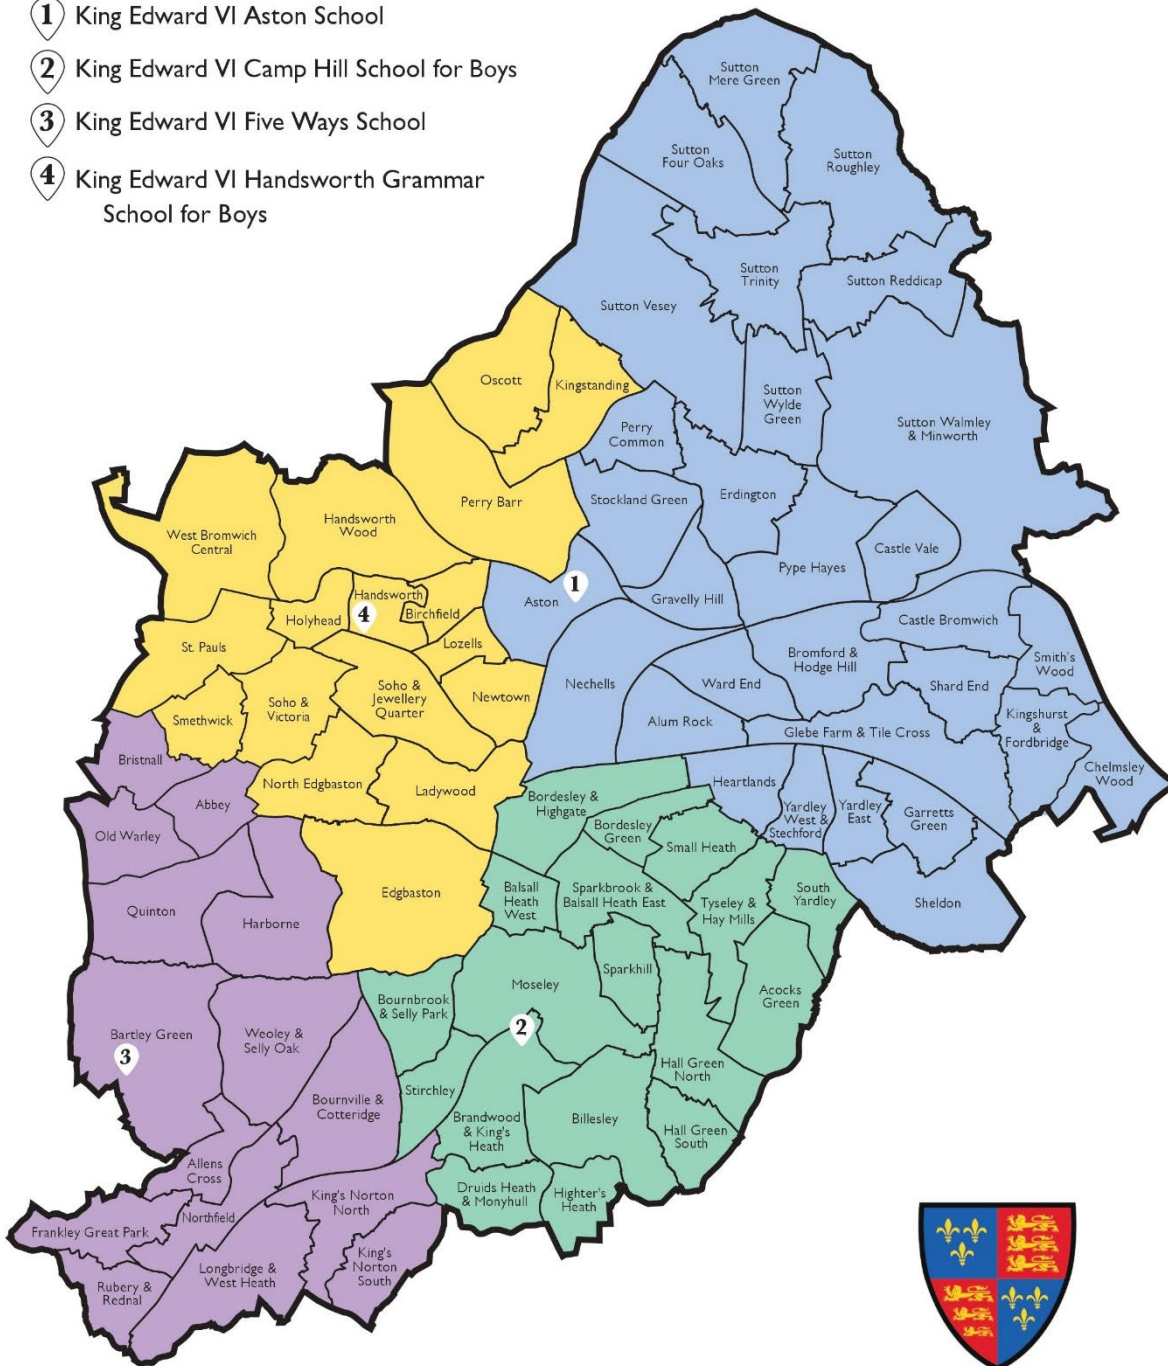 1 King Edward VI Aston School
2 King Edward VI Camp Hill School for Boys
3 King Edward VI Five Ways School
4 King Edward VI Handsworth Grammar
School for Boys
Sutton
Mere Green
Sutton
Four Oaks
Sutton
Roughley
Sutton
Trinity
Sutton Reddicap
Sutton Vesey
Oscott
Kingstanding
Sutton
Wylde
Green
Perry
Common
Sutton Walmley
& Minworth
Stockland Green
Erdington
Perry Barr
Handsworth
Wood
West Bromwich
Central
Castle Vale
Pype Hayes
Aston
1
Gravelly Hill
Handsworth
4
Birchfield
Holyhead
Lozells
St. Pauls
Castle Bromwich
Bromford &
Hodge Hill
Smith's
Wood
Nechells
Ward End
Shard End
Soho &
Jewellery
Quarter
Newtown
Soho &
Victoria
Smethwick
Alum Rock
Glebe Farm & Tile Cross
Kingshurst
&
Fordbridge
Chelmsley
Wood
Bristnall
Abbey
North Edgbaston
Ladywood
Old Warley
Bordesley &
Highgate
Heartlands
Yardley
West &
Stechford
Yardley
East
Garretts
Green
Bordesley
Green
Small Heath
Edgbaston
Balsall
Heath
West
Sparkbrook &
Balsall Heath East
Tyseley &
Hay Mills
South
Yardley
Sheldon
Quinton
Harborne
Sparkhill
Moseley
2
Acocks
Green
Bournbrook
& Selly Park
Bartley Green
3
Weoley &
Selly Oak
Hall Green
North
Stirchley
Bournville &
Cotteridge
Brandwood
& King's
Heath
Billesley
Hall Green
South
Allens
Cross
King's Norton
North
Druids Heath
& Monyhull
Highter's
Heath
Northfield
Frankley Great Park
King's
Norton
South
Longbridge &
West Heath
Rubery &
Rednal